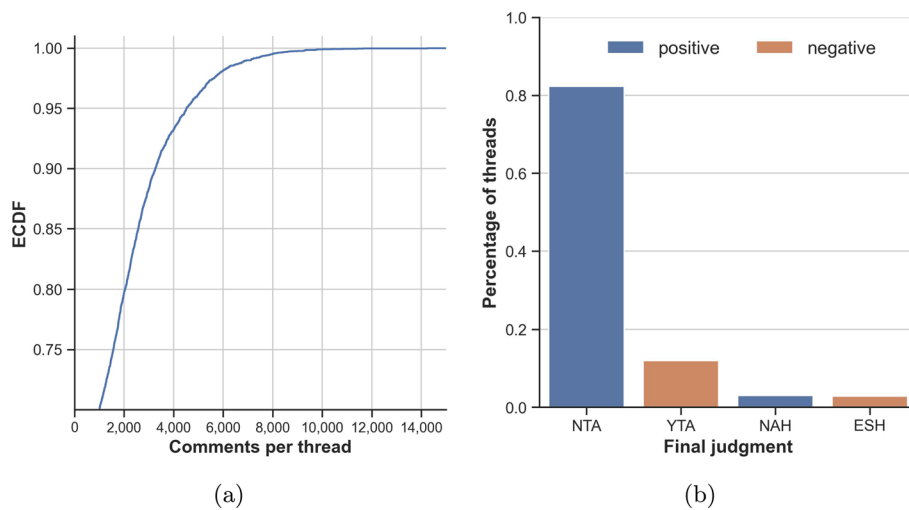 ECDF
1.00
0.95
0.90
0.85
0.80
0.75
0 2,000 4,000 6,000 8,000 10,000 12,000 14,000
Comments per thread
(a)
positive negative
Percentage of threads
1.0
0.8
0.6
0.4
0.2
0.0
NTA YTA NAH ESH
Final judgment
(b)